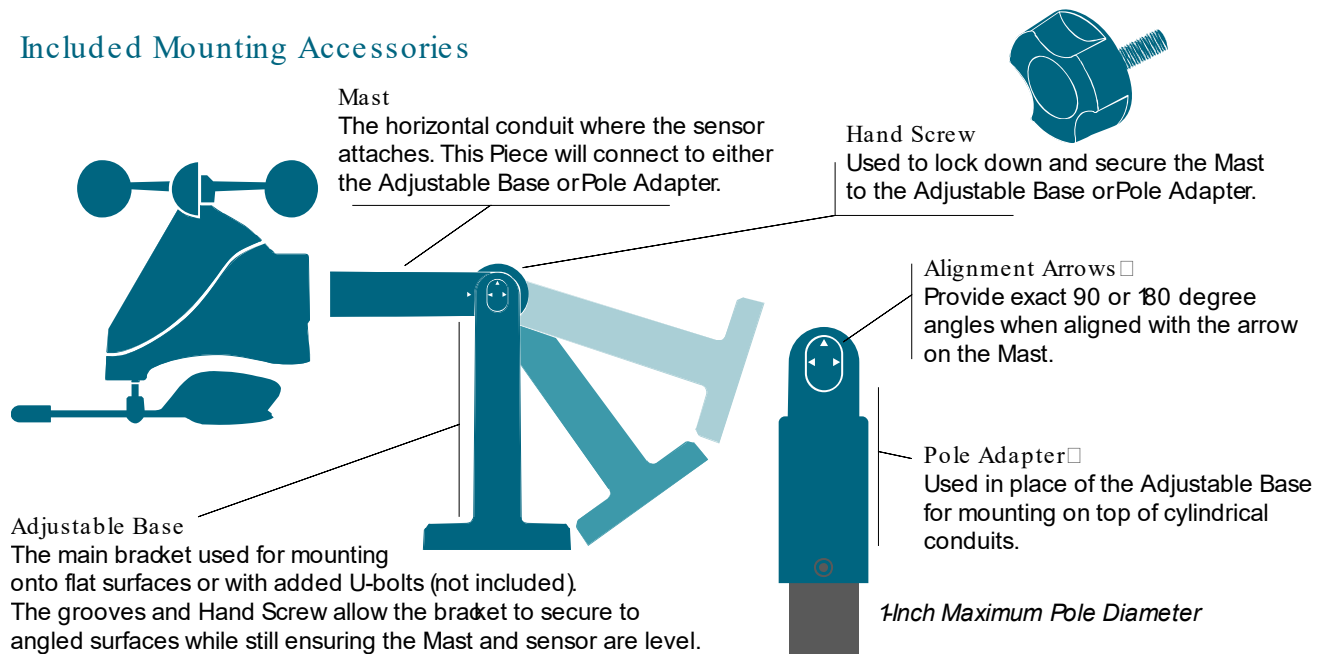 Included Mounting Accessories
Mast
The horizontal conduit where the sensor
attaches. This Piece will connect to either
the Adjustable Base or Pole Adapter.
Hand Screw
Used to lock down and secure the Mast
to the Adjustable Base or Pole Adapter.
Alignment Arrows□
Provide exact 90 or 180 degree
angles when aligned with the arrow
on the Mast.
Pole Adapter□
Used in place of the Adjustable Base
for mounting on top of cylindrical
conduits.
Adjustable Base
The main bracket used for mounting
onto flat surfaces or with added U-bolts (not included).
The grooves and Hand Screw allow the bracket to secure to
angled surfaces while still ensuring the Mast and sensor are level.
1-Inch Maximum Pole Diameter